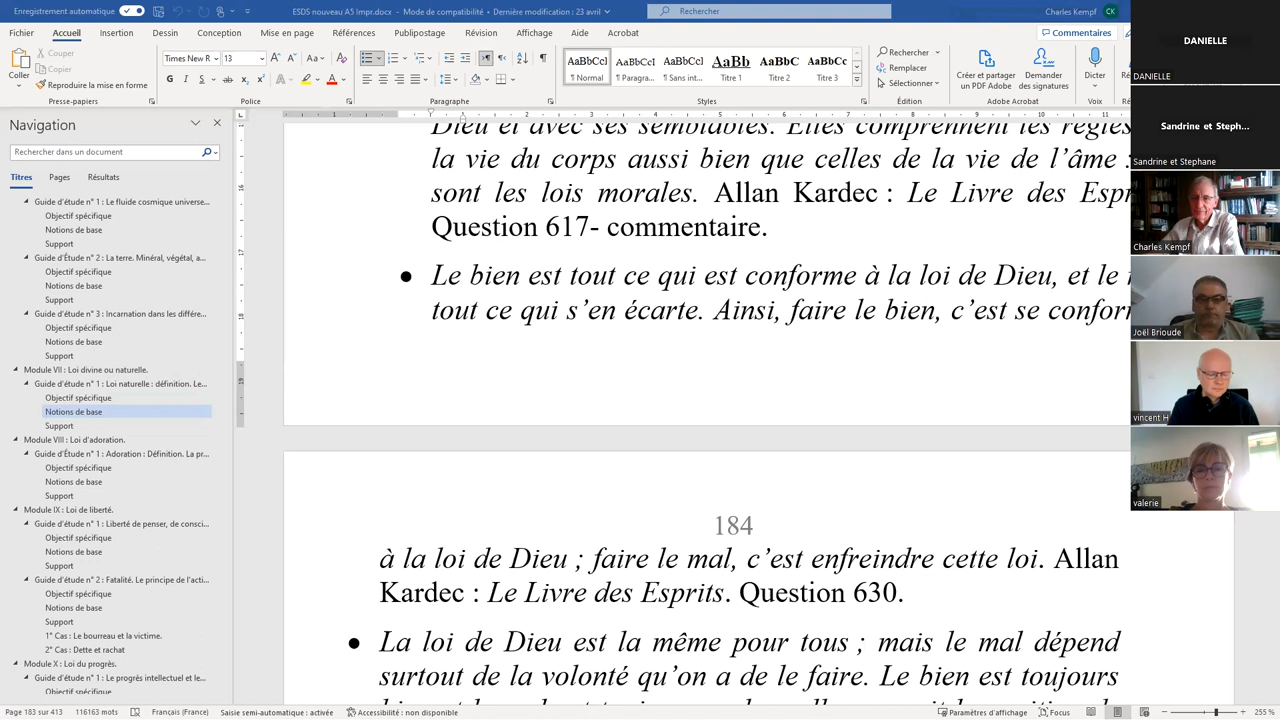 Enregistrement automatique
ESDS nouveau A5 Impr.docx - Mode de compatibilité • Dernière modification : 23 avril
Rechercher
Charles Kempf
CK
Fichier
Accueil
Insertion
Dessin
Conception
Mise en page
Références
Publipostage
Révision
Affichage
Aide
Acrobat
Commentaires
Coller
Couper
Copier
Reproduire la mise en forme
Presse-papiers
Times New R
13
Police
Paragraphe
AaBbCcI
¶ Normal
AaBbCcI
¶ Paragra...
AaBbCcI
¶ Sans int...
AaBb
Titre 1
AaBbC
Titre 2
AaBbCc
Titre 3
Styles
Rechercher
Remplacer
Sélectionner
Édition
Créer et partager
un PDF Adobe
Demander
des signatures
Adobe Acrobat
Dicter
Voix
Navigation
Rechercher dans un document
Titres
Pages
Résultats
Guide d'étude n° 1 : Le fluide cosmique universe...
Objectif spécifique
Notions de base
Support
Guide d'Étude n° 2 : La terre. Minéral, végétal, a...
Objectif spécifique
Notions de base
Support
Guide d'étude n° 3 : Incarnation dans les différe...
Objectif spécifique
Notions de base
Support
Module VII : Loi divine ou naturelle.
Guide d'étude n° 1 : Loi naturelle : définition. Le...
Objectif spécifique
Notions de base
Support
Module VIII : Loi d'adoration.
Guide d'Étude n° 1 : Adoration : Définition. La pr...
Objectif spécifique
Notions de base
Support
Module IX : Loi de liberté.
Guide d'étude n° 1 : Liberté de penser, de consci...
Objectif spécifique
Notions de base
Support
Guide d'étude n° 2 : Fatalité. Le principe de l'acti...
Objectif spécifique
Notions de base
Support
1° Cas : Le bourreau et la victime.
2° Cas : Dette et rachat
Module X : Loi du progrès.
Guide d'étude n° 1 : Le progrès intellectuel et le...
Objectif spécifique
Dieu et avec ses semblables. Elles comprennent les règles
la vie du corps aussi bien que celles de la vie de l'âme :
sont les lois morales. Allan Kardec : Le Livre des Espr
Question 617- commentaire.
● Le bien est tout ce qui est conforme à la loi de Dieu, et le
tout ce qui s'en écarte. Ainsi, faire le bien, c'est se confor
184
à la loi de Dieu ; faire le mal, c'est enfreindre cette loi. Allan
Kardec : Le Livre des Esprits. Question 630.
● La loi de Dieu est la même pour tous ; mais le mal dépend
surtout de la volonté qu'on a de le faire. Le bien est toujours
DANIELLE
DANIELLE
Sandrine et Steph...
Sandrine et Stephane
Charles Kempf
Joël Brioude
vincent H
valerie
Page 183 sur 413
116163 mots
Français (France)
Saisie semi-automatique : activée
Accessibilité : non disponible
Paramètres d'affichage
Focus
255 %